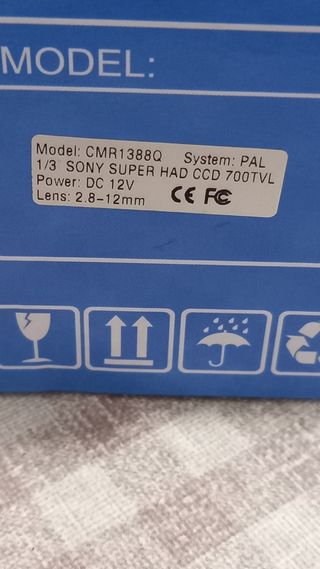 MODEL:
Model: CMR1388Q System: PAL
1/3" SONY SUPER HAD CCD 700TVL
Power: DC 12V
Lens: 2.8-12mm CE FC